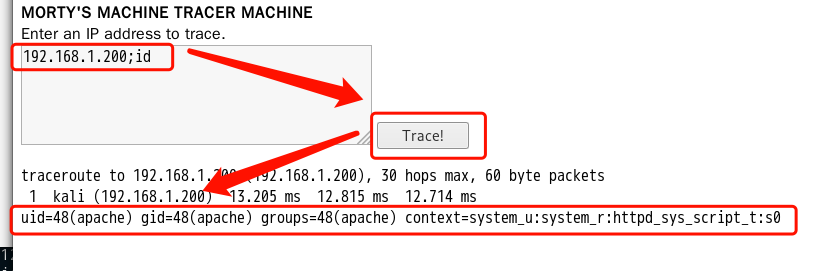 MORTY'S MACHINE TRACER MACHINE
Enter an IP address to trace.
192.168.1.200;id
Trace!
traceroute to 192.168.1.200 (192.168.1.200), 30 hops max, 60 byte packets
1 kali (192.168.1.200) 13.205 ms 12.815 ms 12.714 ms
uid=48(apache) gid=48(apache) groups=48(apache) context=system_u:system_r:httpd_sys_script_t:s0